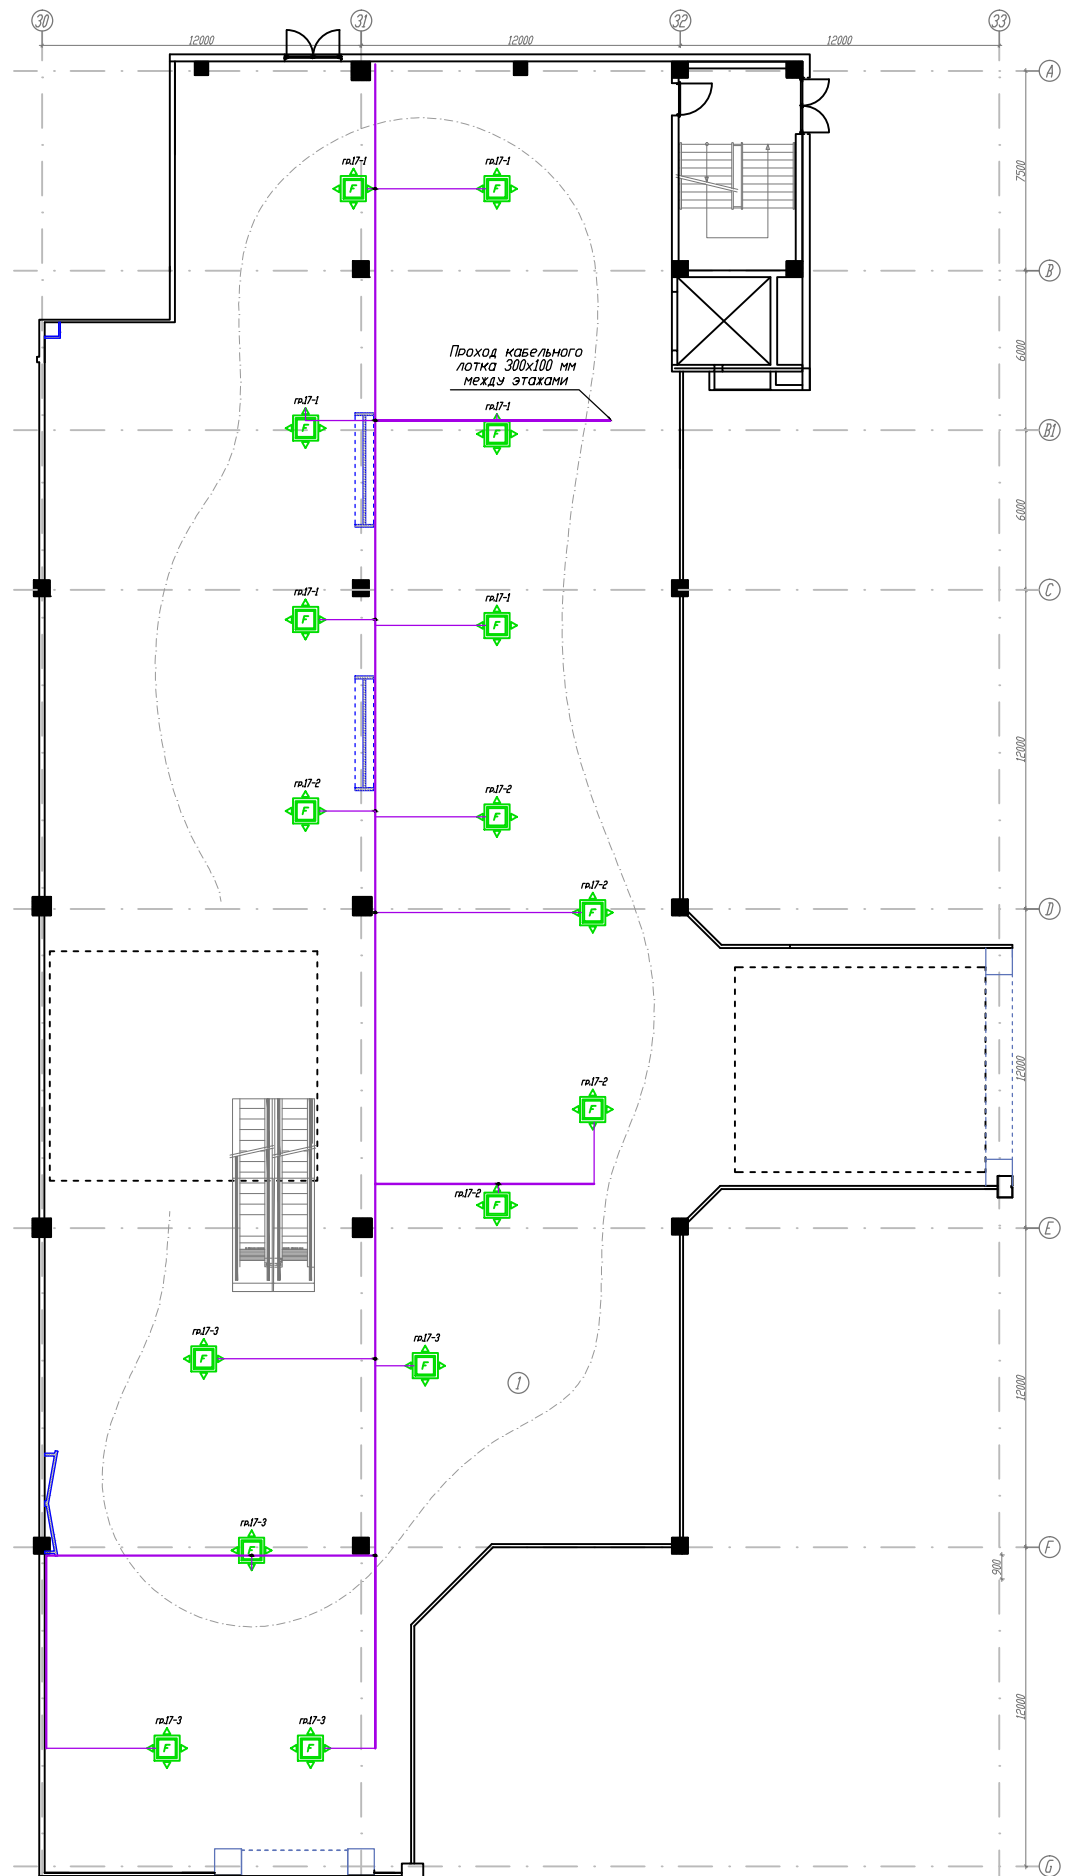 30
31
32
33
12000
12000
12000
A
7500
гр.17-1
гр.17-1
F
F
B
6000
Проход кабельного
лотка 300х100 мм
между этажами
гр.17-1
гр.17-1
F
F
B1
6000
C
гр.17-1
гр.17-1
F
F
12000
гр.17-2
гр.17-2
F
F
гр.17-2
F
D
12000
гр.17-2
F
гр.17-2
F
E
гр.17-3
гр.17-3
F
F
1
12000
гр.17-3
F
F
900
12000
гр.17-3
гр.17-3
F
F
G